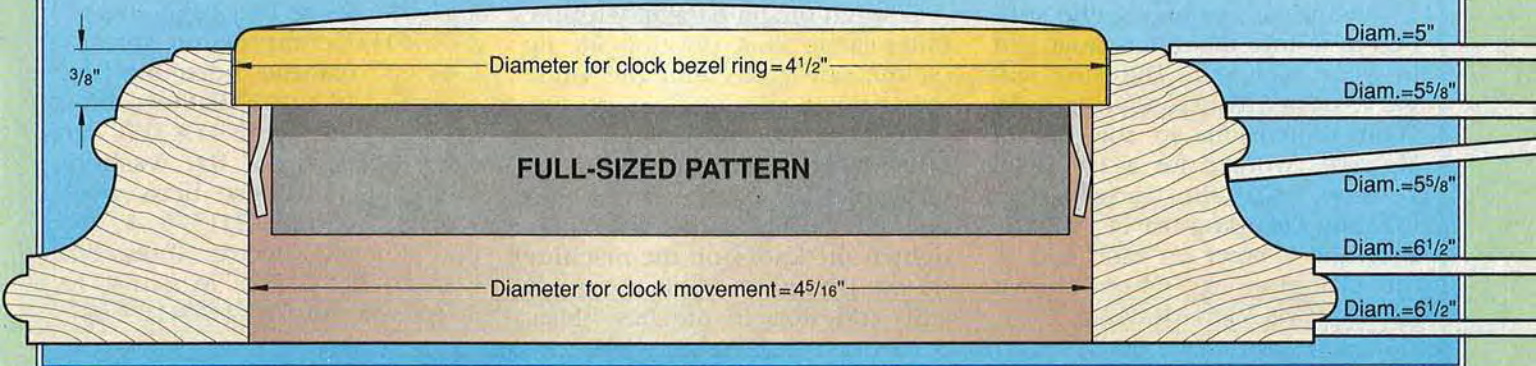 Diam.=5"
Diameter for clock bezel ring=4 1/2"
3/8"
Diam.=5 5/8"
FULL-SIZED PATTERN
Diam.=5 5/8"
Diam.=6 1/2"
Diameter for clock movement=4 5/16"
Diam.=6 1/2"